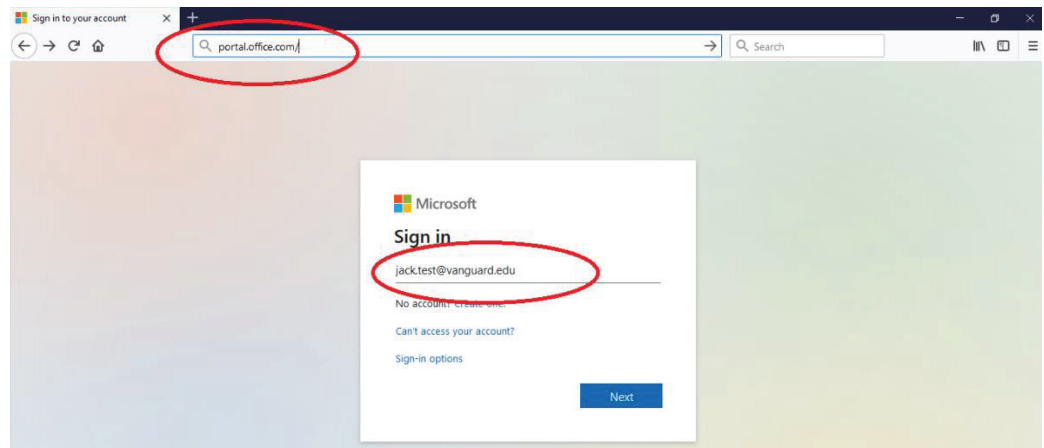 Sign in to your account
portal.office.com/
Search
Microsoft
Sign in
jack.test@vanguard.edu
No account? Create one!
Can't access your account?
Sign-in options
Next